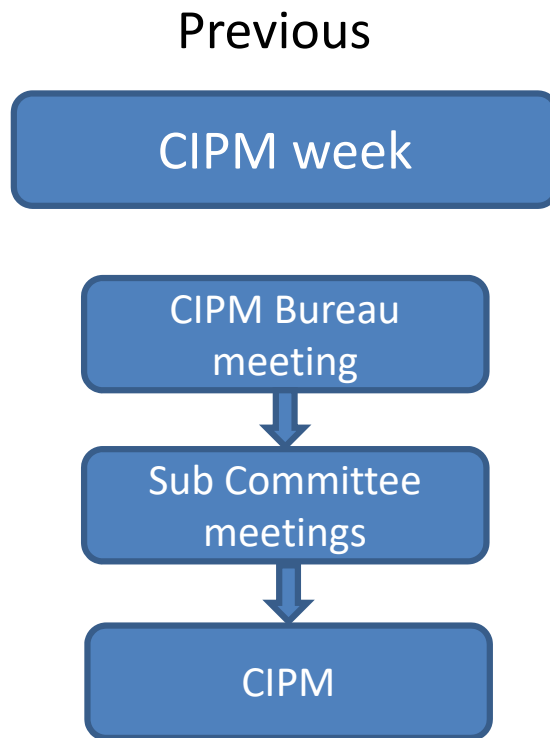 Previous
CIPM week
CIPM Bureau
meeting
Sub Committee
meetings
CIPM